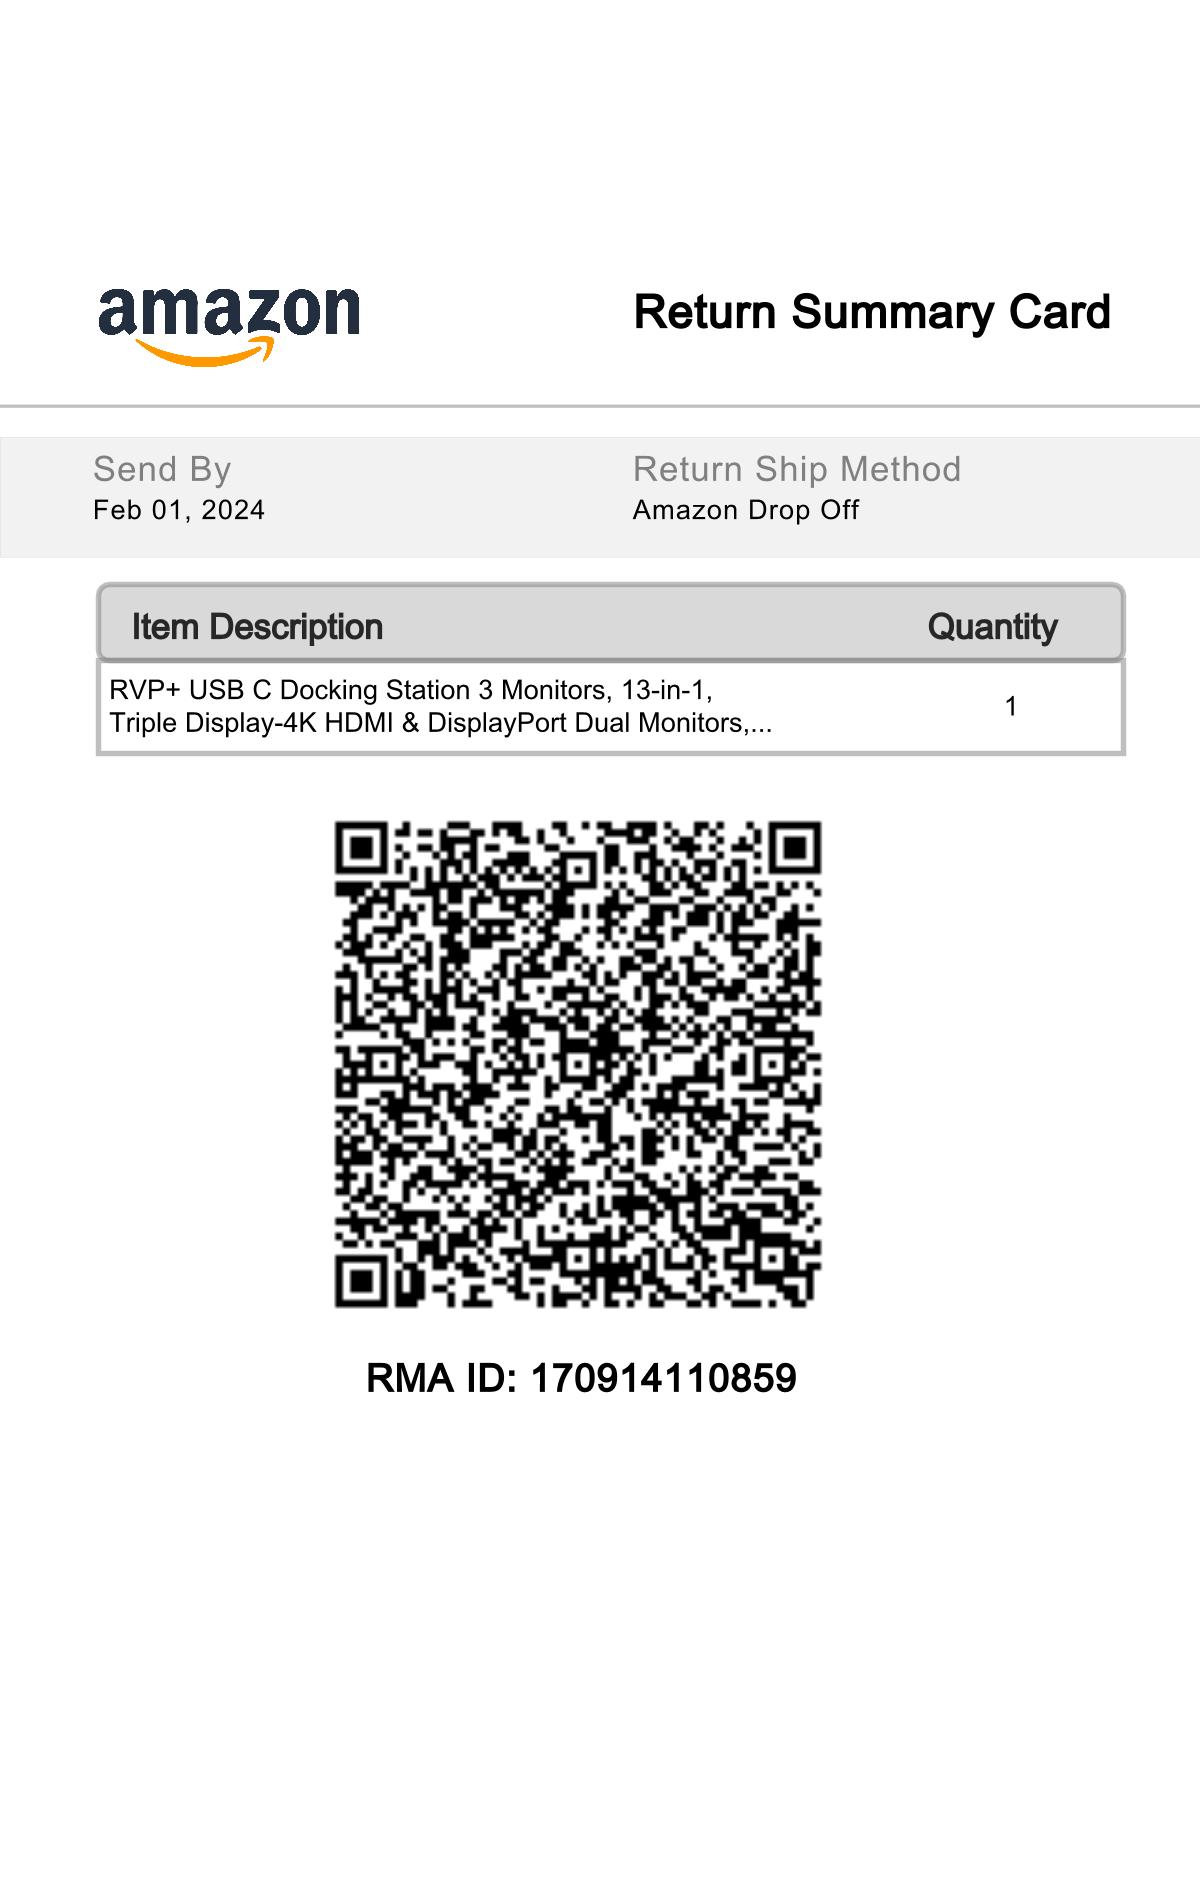 amazon
Return Summary Card
Send By
Return Ship Method
Feb 01, 2024
Amazon Drop Off
Item Description
Quantity
RVP+ USB C Docking Station 3 Monitors, 13-in-1,
Triple Display-4K HDMI & DisplayPort Dual Monitors,...
1
RMA ID: 170914110859